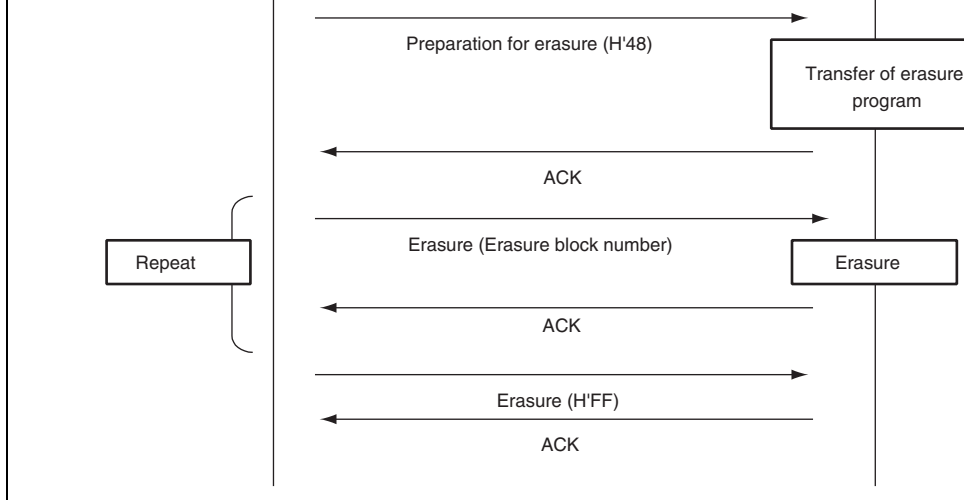 Preparation for erasure (H'48)
Transfer of erasure
program
ACK
Erasure (Erasure block number)
Repeat
Erasure
ACK
Erasure (H'FF)
ACK